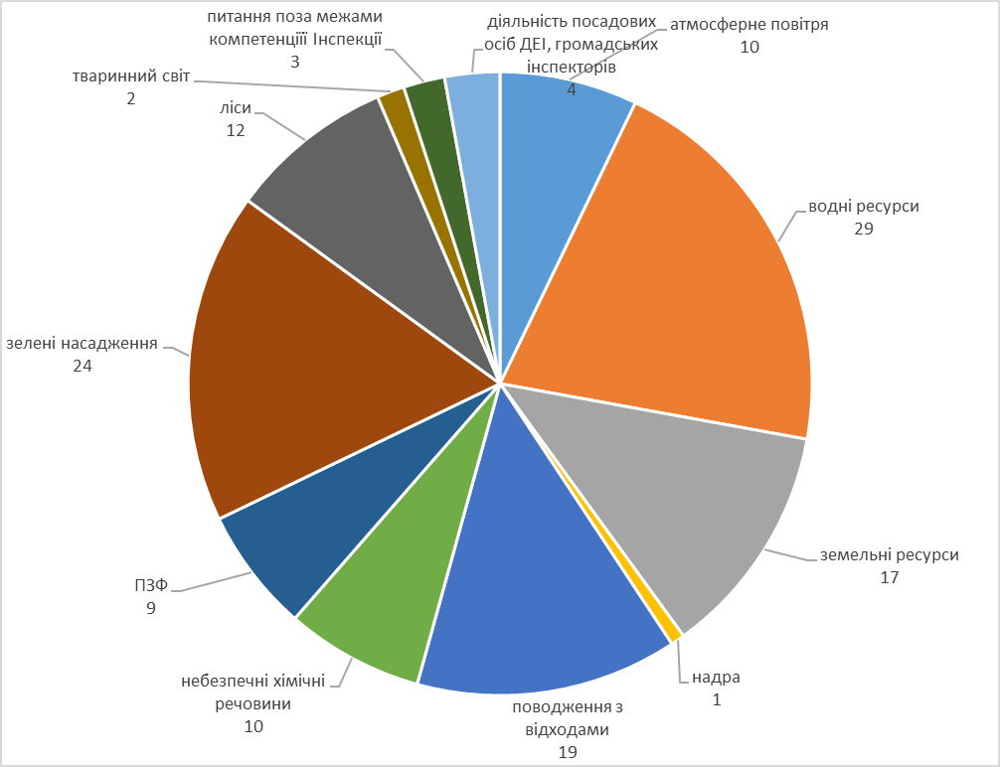 питання поза межами
компетенціїї Інспекції
3
діяльність посадових
осіб ДЕІ, громадських
інспекторів
4
атмосферне повітря
10
тваринний світ
2
ліси
12
водні ресурси
29
зелені насадження
24
земельні ресурси
17
ПЗФ
9
надра
1
небезпечні хімічні
речовини
10
поводження з
відходами
19